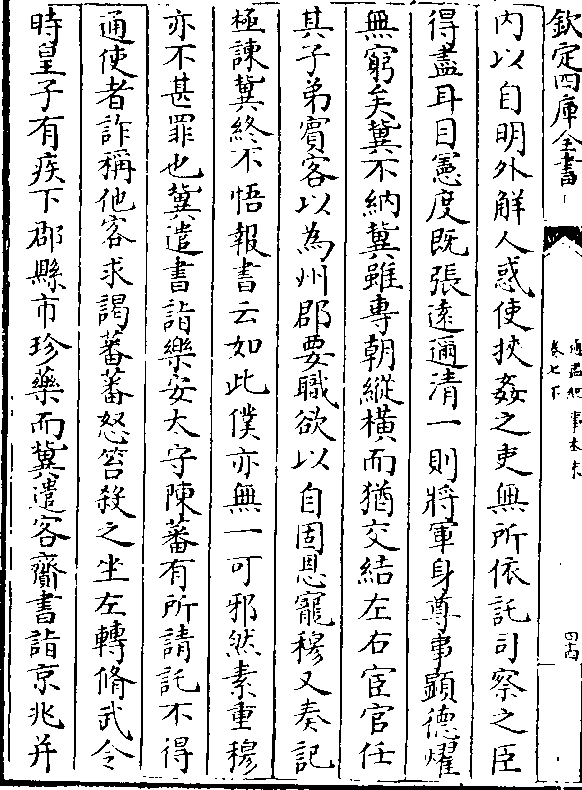 欽定四庫全書
通鑑紀事本末
卷七下
四十
内以自明外解人惑使挾姦之吏無所依託司察之臣
得盡耳目憲度既張遠邇清一則將軍身尊事顯德燿
無窮矣冀不納冀雖專朝縱橫而猶交結左右宦官任
其子弟賔客以為州郡要職欲以自固恩寵穆又奏記
極諫冀終不悟報書云如此僕亦無一可邪然素重穆
亦不甚罪也冀遣書詣樂安太守陳蕃有所請託不得
通使者詐稱他客求謁蕃蕃怒笞殺之坐左轉脩武令
時皇子有疾下郡縣市珍藥而冀遣客齎書詣京兆并